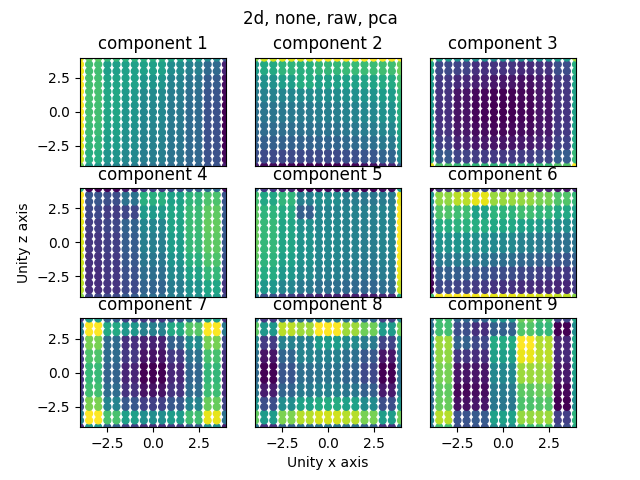 2d, none, raw, pca
component 1
component 2
component 3
2.5
0.0
−2.5
component 4
component 5
component 6
Unity z axis
2.5
0.0
−2.5
component 7
component 8
component 9
2.5
0.0
−2.5
−2.5 0.0 2.5
−2.5 0.0 2.5
−2.5 0.0 2.5
Unity x axis